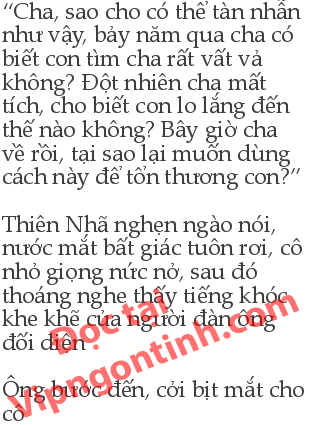 “Cha, sao cho có thể tàn nhẫn
như vậy, bảy năm qua cha có
biết con tìm cha rất vất vả
không? Đột nhiên cha mất
tích, cho biết con lo lắng đến
thế nào không? Bây giờ cha
về rồi, tại sao lại muốn dùng
cách này để tổn thương con?”
Thiên Nhã nghẹn ngào nói,
nước mắt bất giác tuôn rơi, cô
nhỏ giọng nức nở, sau đó
thoáng nghe thấy tiếng khóc
khe khẽ của người đàn ông
đối diện
Ông bước đến, cởi bịt mắt cho
cô
Đọc tại
Vipngontinh.com